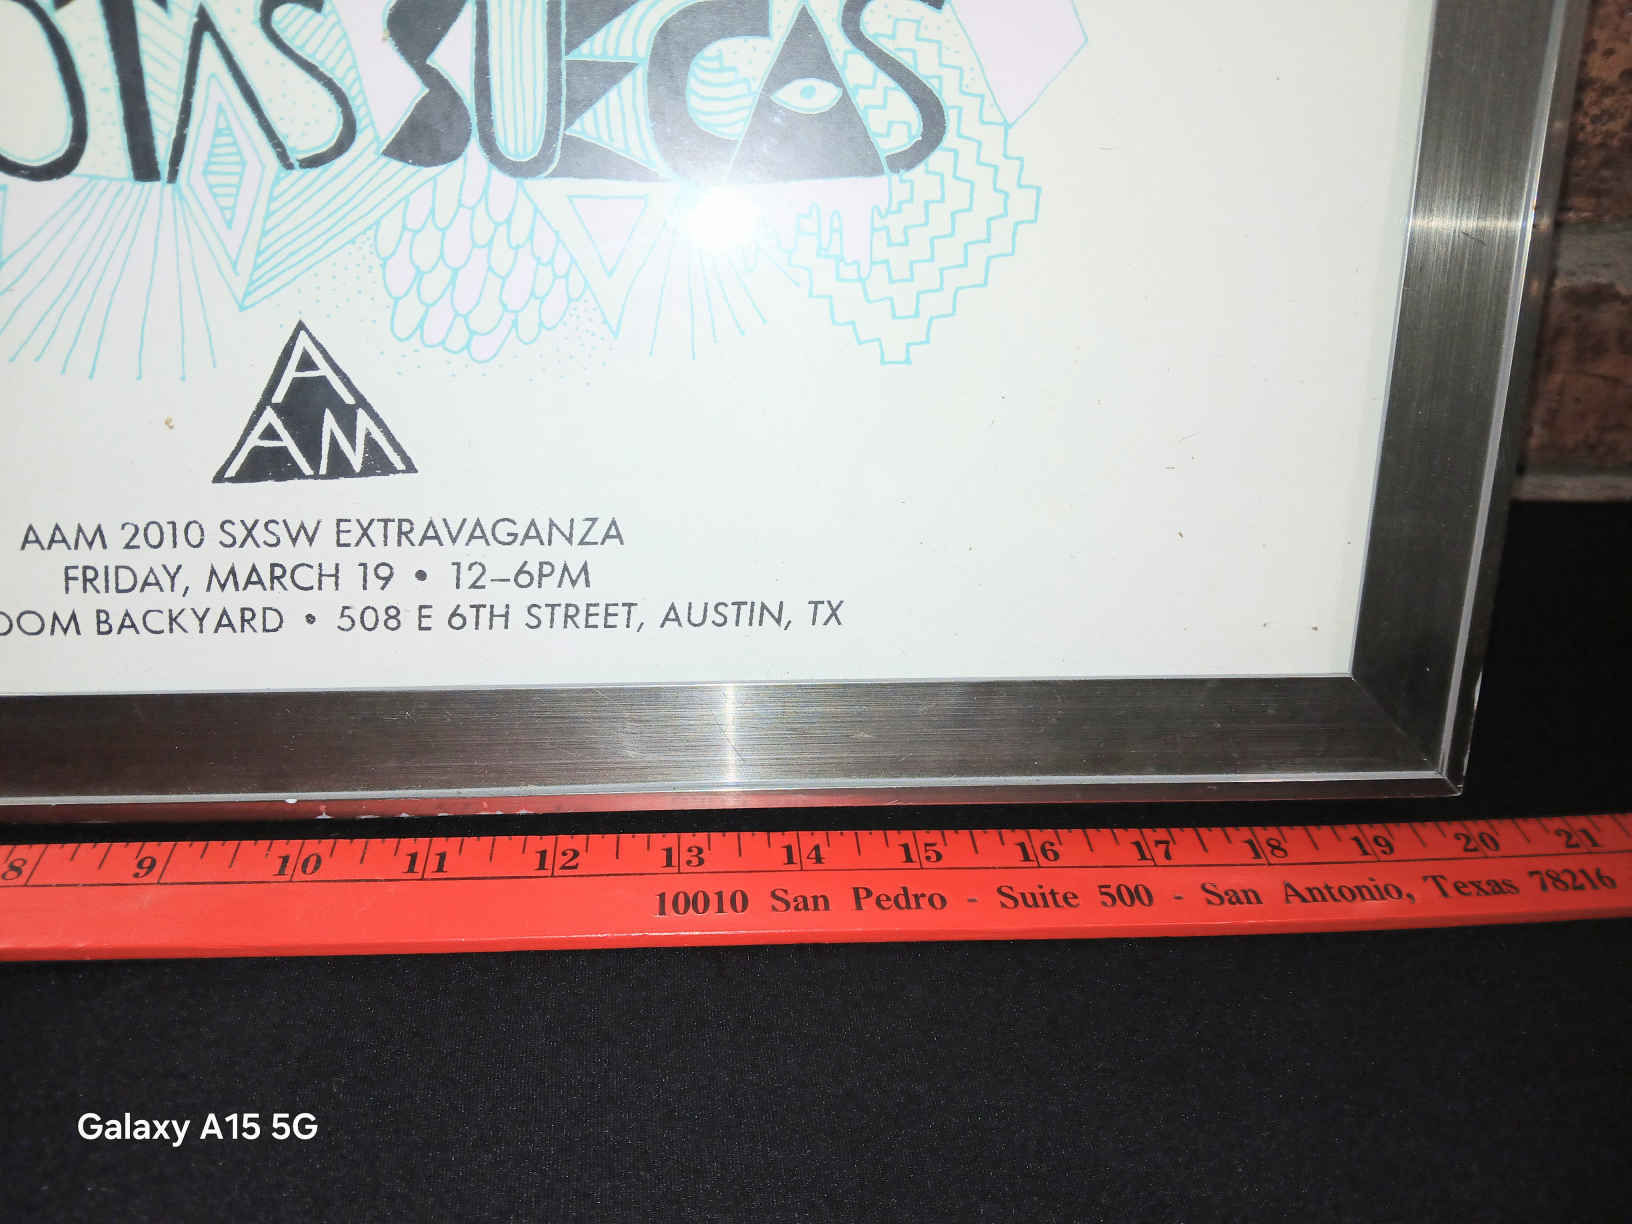 OTAS SUECAS
A
AM
AAM 2010 SXSW EXTRAVAGANZA
FRIDAY, MARCH 19 • 12–6PM
OOM BACKYARD • 508 E 6TH STREET, AUSTIN, TX
8 9 10 11 12 13 14 15 16 17 18 19 20 21
10010 San Pedro - Suite 500 - San Antonio, Texas 78216
Galaxy A15 5G